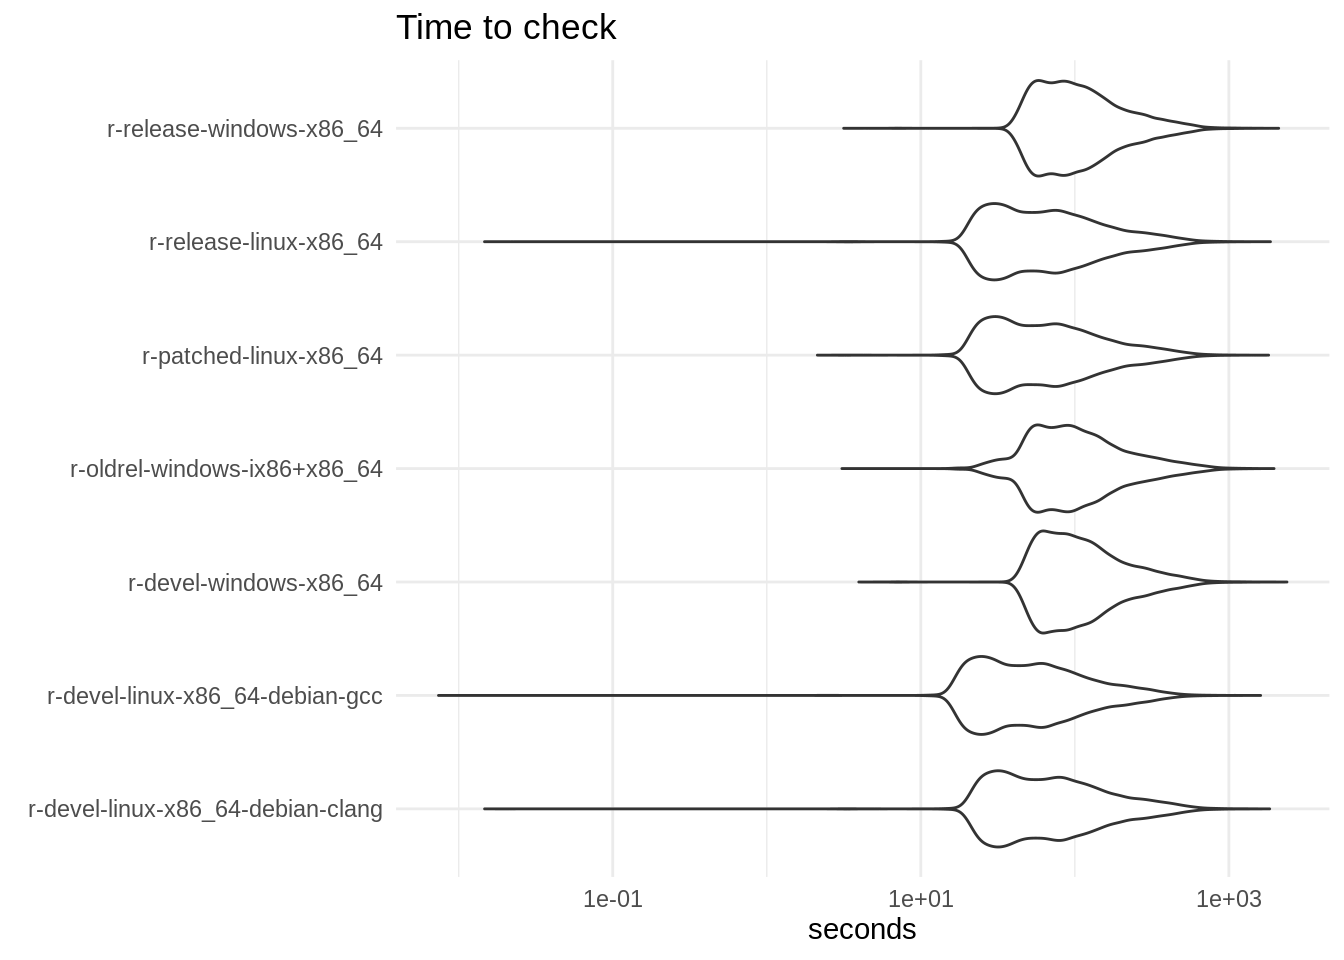 Time to check
r-release-windows-x86_64
r-release-linux-x86_64
r-patched-linux-x86_64
r-oldrel-windows-ix86+x86_64
r-devel-windows-x86_64
r-devel-linux-x86_64-debian-gcc
r-devel-linux-x86_64-debian-clang
1e-01 1e+01 1e+03
seconds